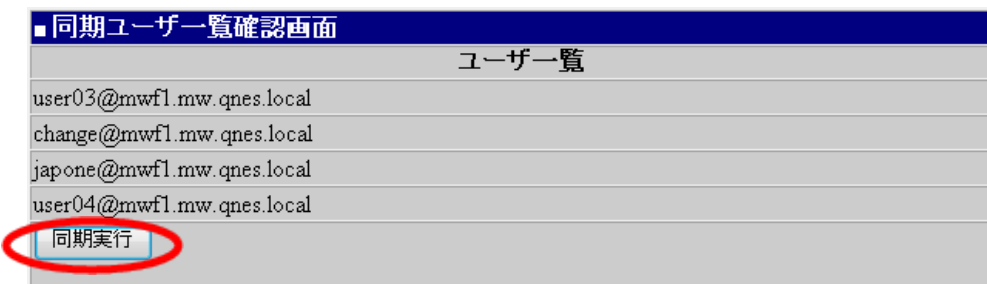 ■同期ユーザー覧確認画面
ユーザー覧
user03@mwf1.mw.qnes.local
change@mwf1.mw.qnes.local
japone@mwf1.mw.qnes.local
user04@mwf1.mw.qnes.local
同期実行